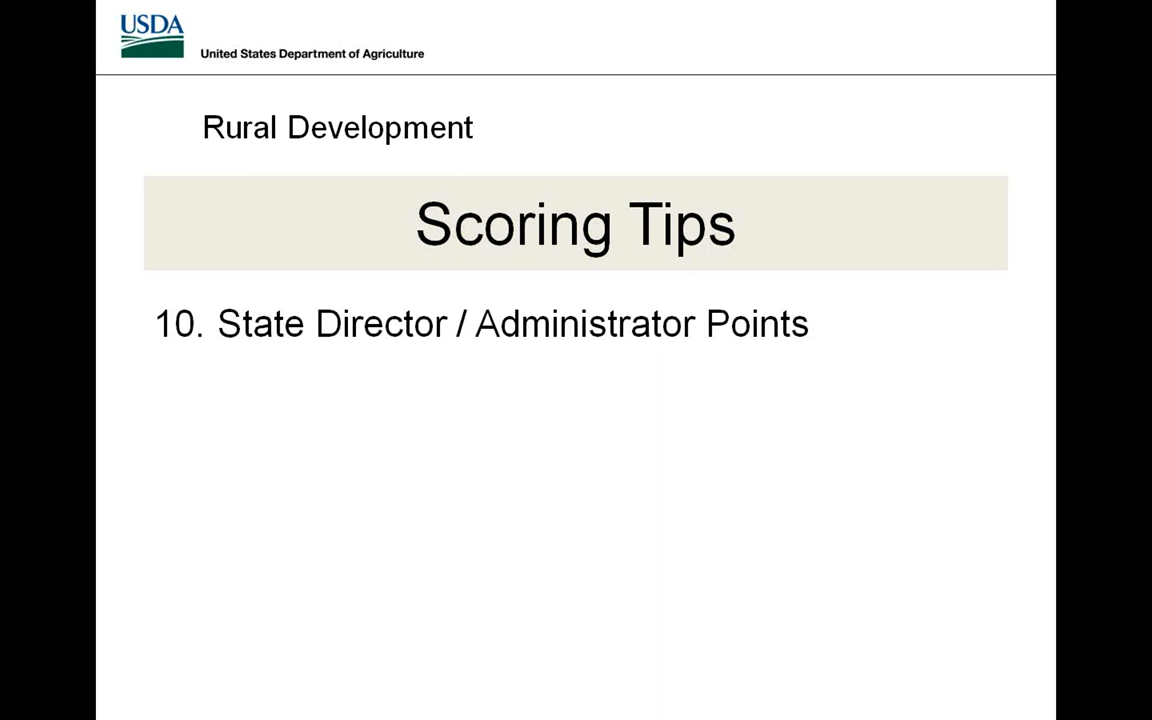 USDA
United States Department of Agriculture
Rural Development
Scoring Tips
10. State Director / Administrator Points